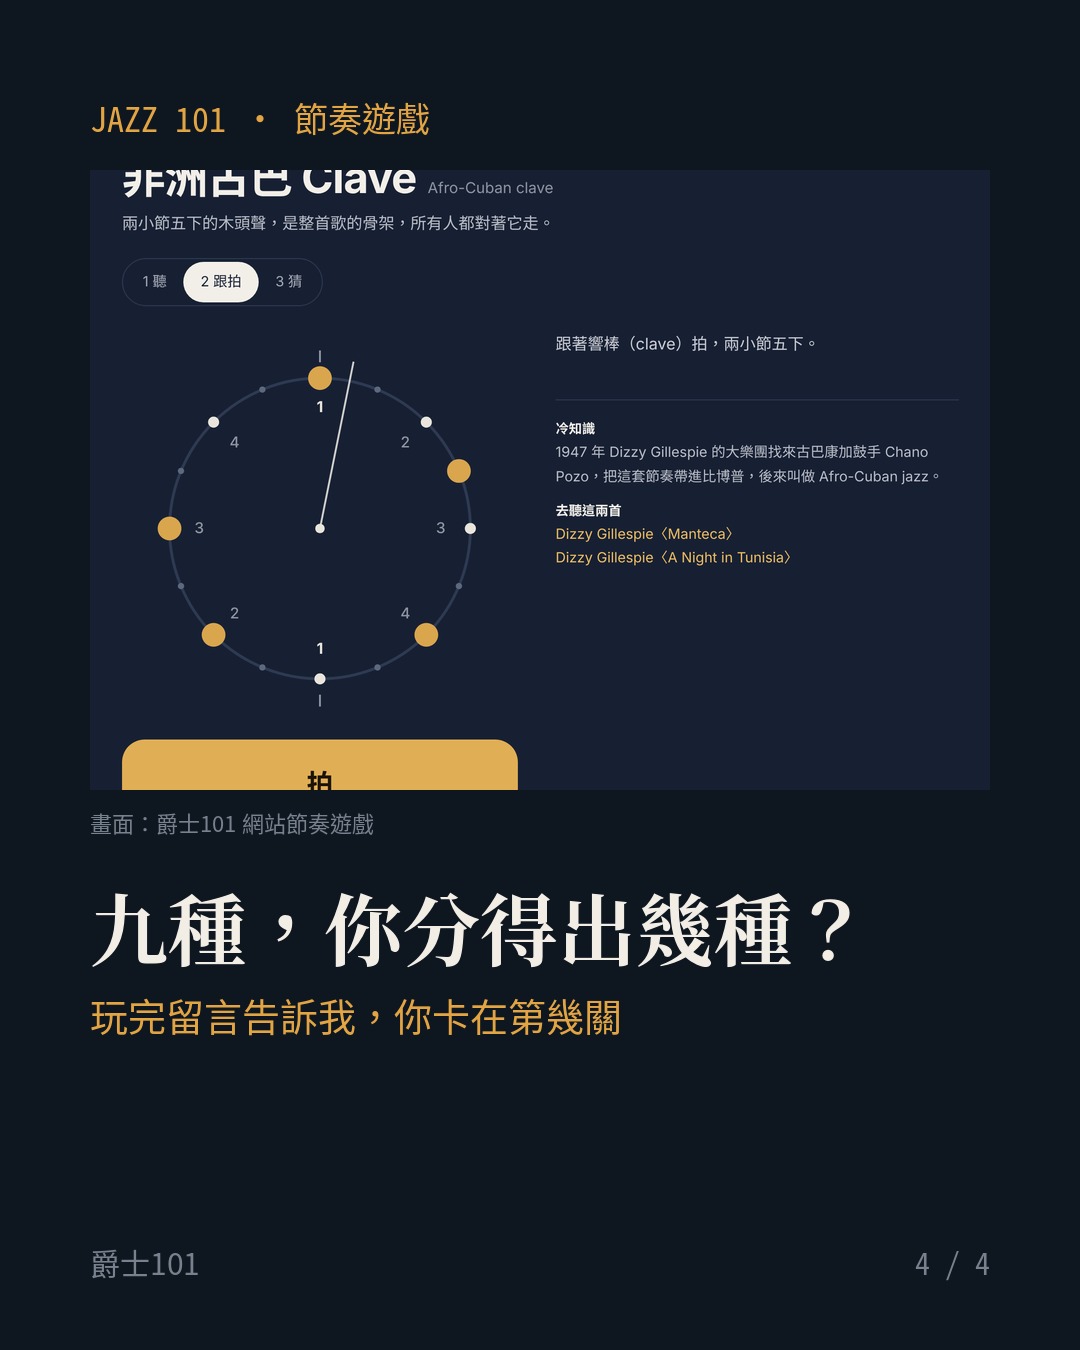 JAZZ 101 · 節奏遊戲
非洲古巴 Clave Afro-Cuban clave
兩小節五下的木頭聲，是整首歌的骨架，所有人都對著它走。
1 聽 2 跟拍 3 猜
跟著響棒（clave）拍，兩小節五下。
1
4 2
3 3
2 4
1
冷知識
1947 年 Dizzy Gillespie 的大樂團找來古巴康加鼓手 Chano
Pozo，把這套節奏帶進比博普，後來叫做 Afro-Cuban jazz。
去聽這兩首
Dizzy Gillespie〈Manteca〉
Dizzy Gillespie〈A Night in Tunisia〉
拍
畫面：爵士101 網站節奏遊戲
九種，你分得出幾種？
玩完留言告訴我，你卡在第幾關
爵士101 4 / 4